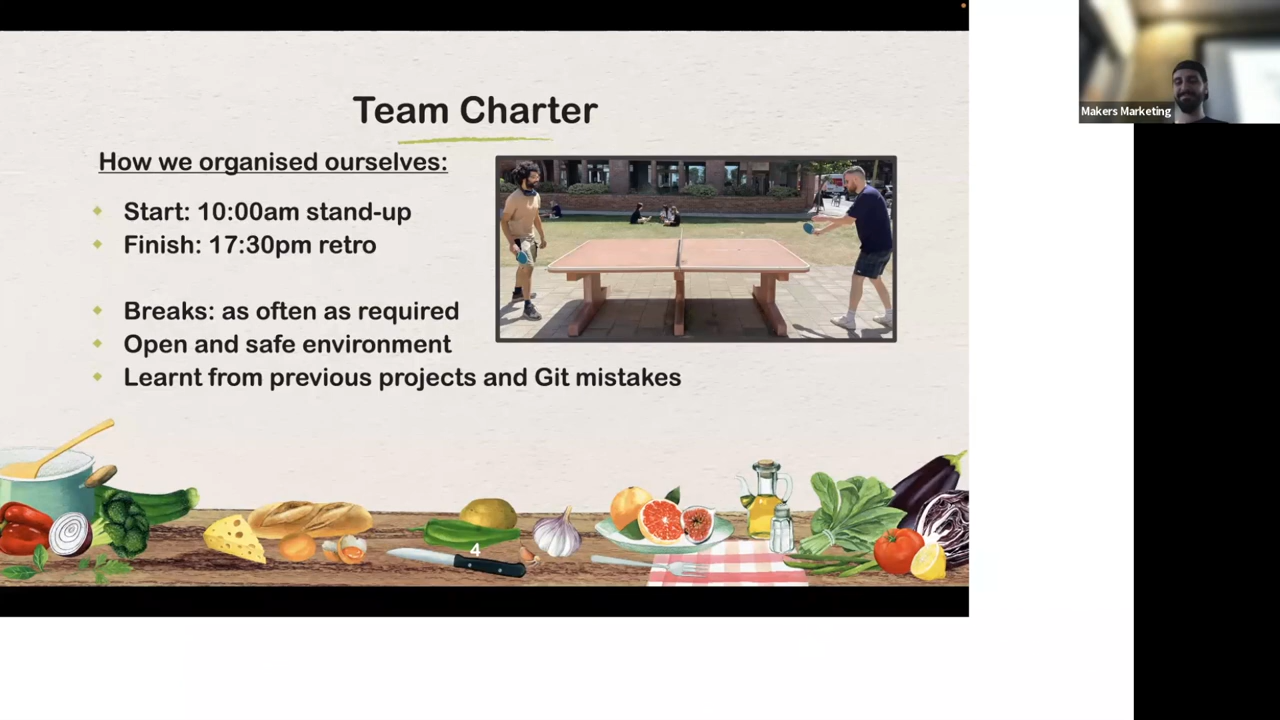 Team Charter
How we organised ourselves:
Start: 10:00am stand-up
Finish: 17:30pm retro
Breaks: as often as required
Open and safe environment
Learnt from previous projects and Git mistakes
4
Makers Marketing